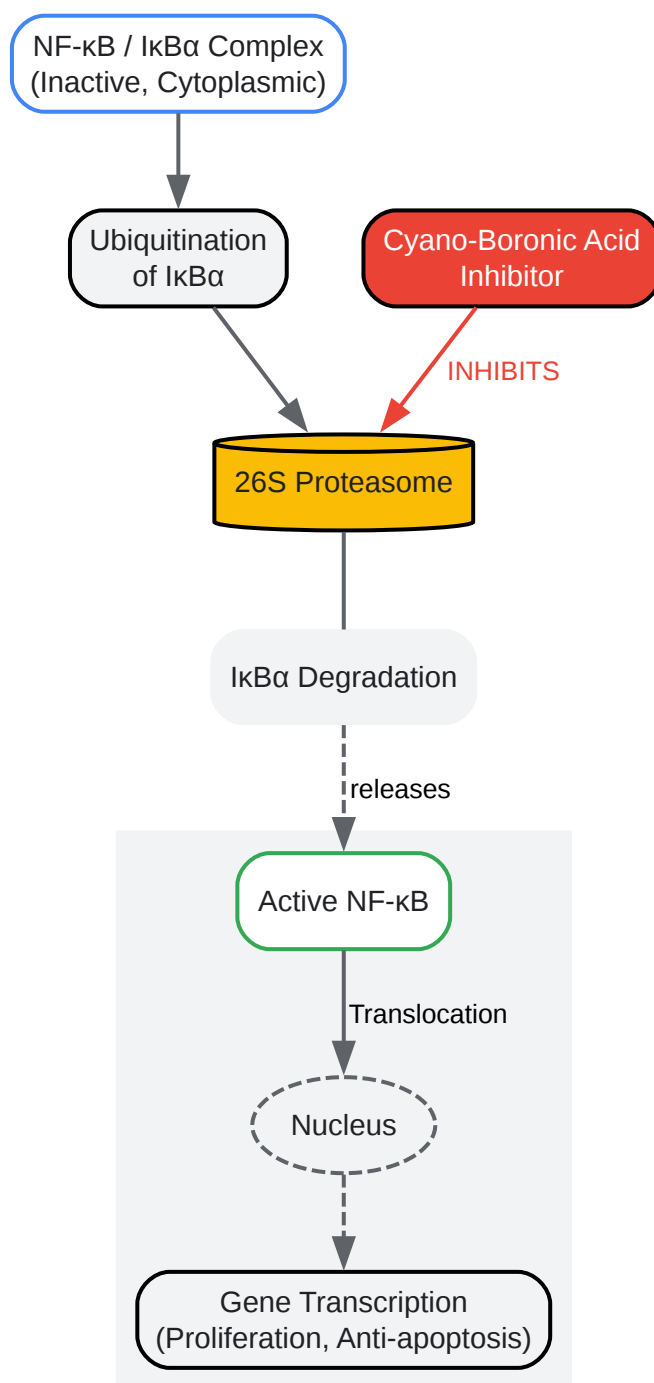 NF-κB / IκBα Complex
(Inactive, Cytoplasmic)
Ubiquitination
of IκBα
Cyano-Boronic Acid
Inhibitor
INHIBITS
26S Proteasome
IκBα Degradation
releases
Active NF-κB
Translocation
Nucleus
Gene Transcription
(Proliferation, Anti-apoptosis)